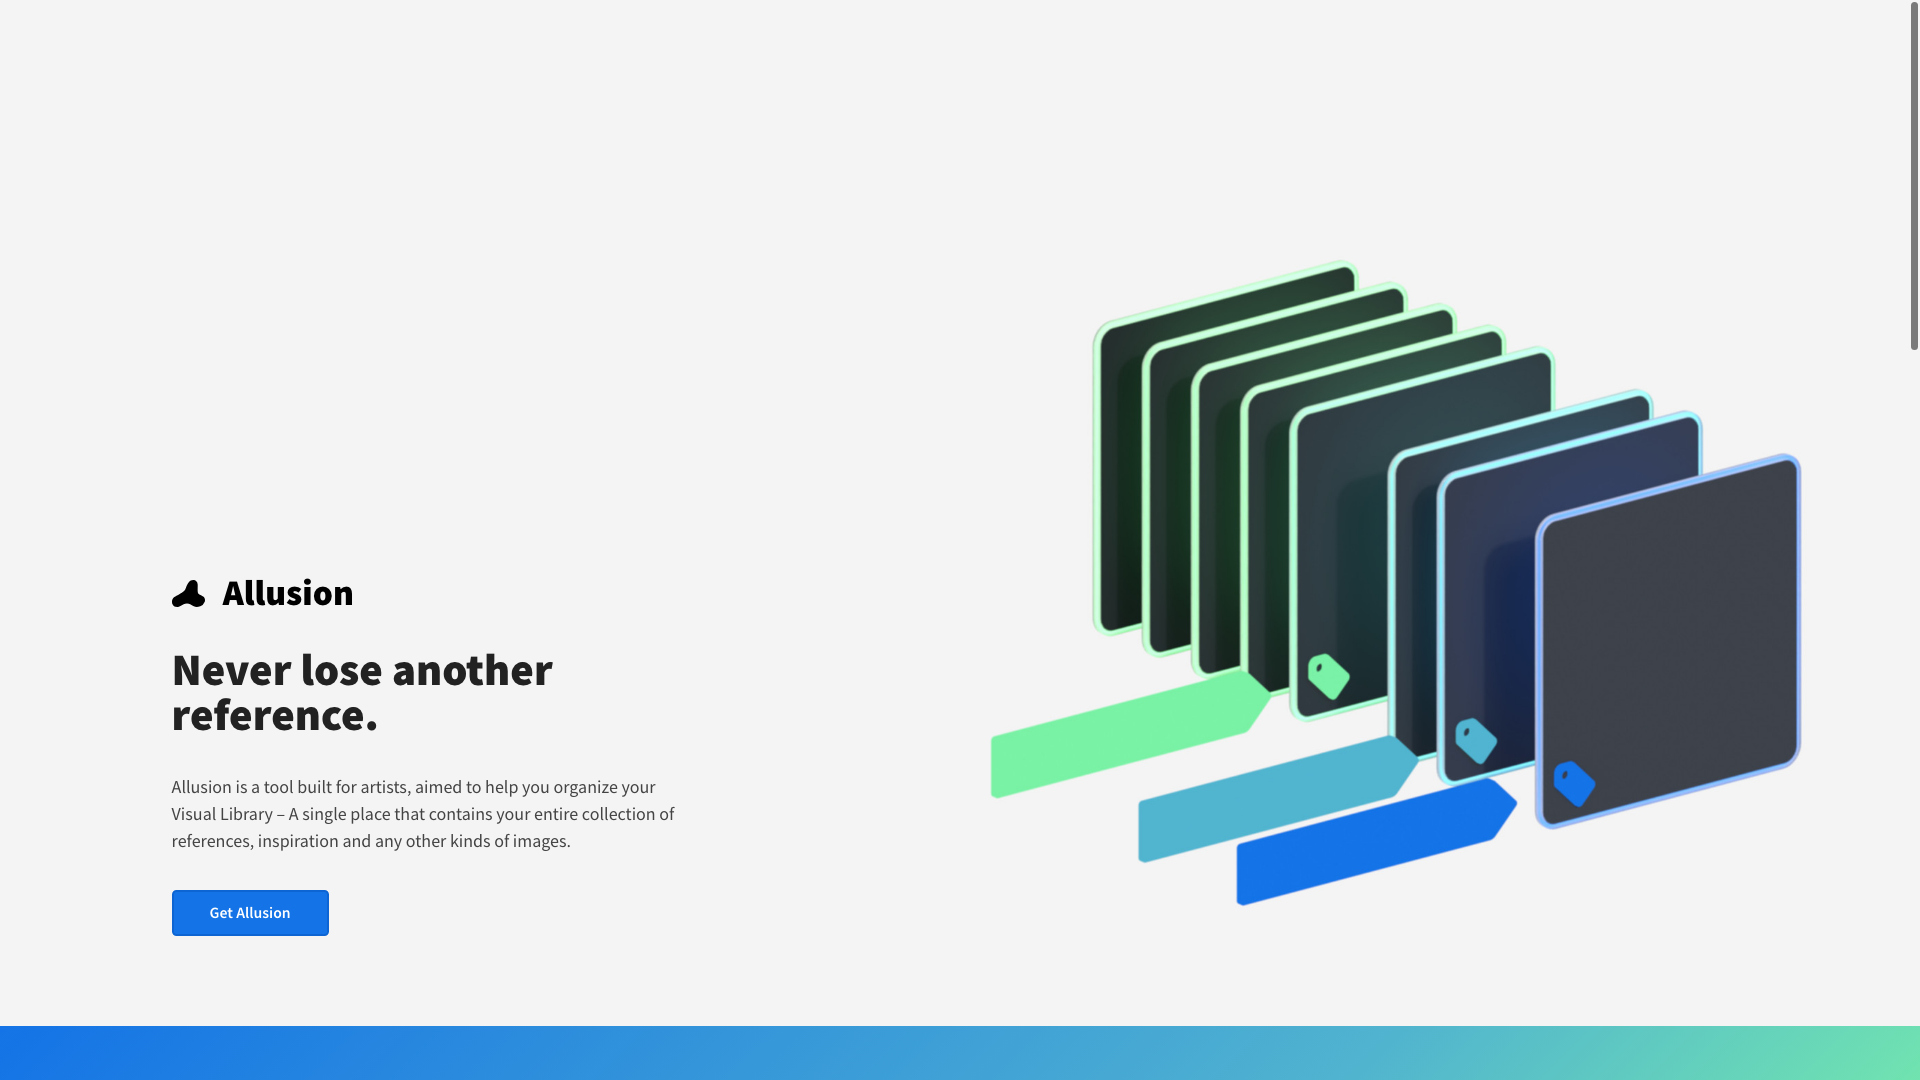 Allusion
Never lose another
reference.
Allusion is a tool built for artists, aimed to help you organize your
Visual Library – A single place that contains your entire collection of
references, inspiration and any other kinds of images.
Get Allusion